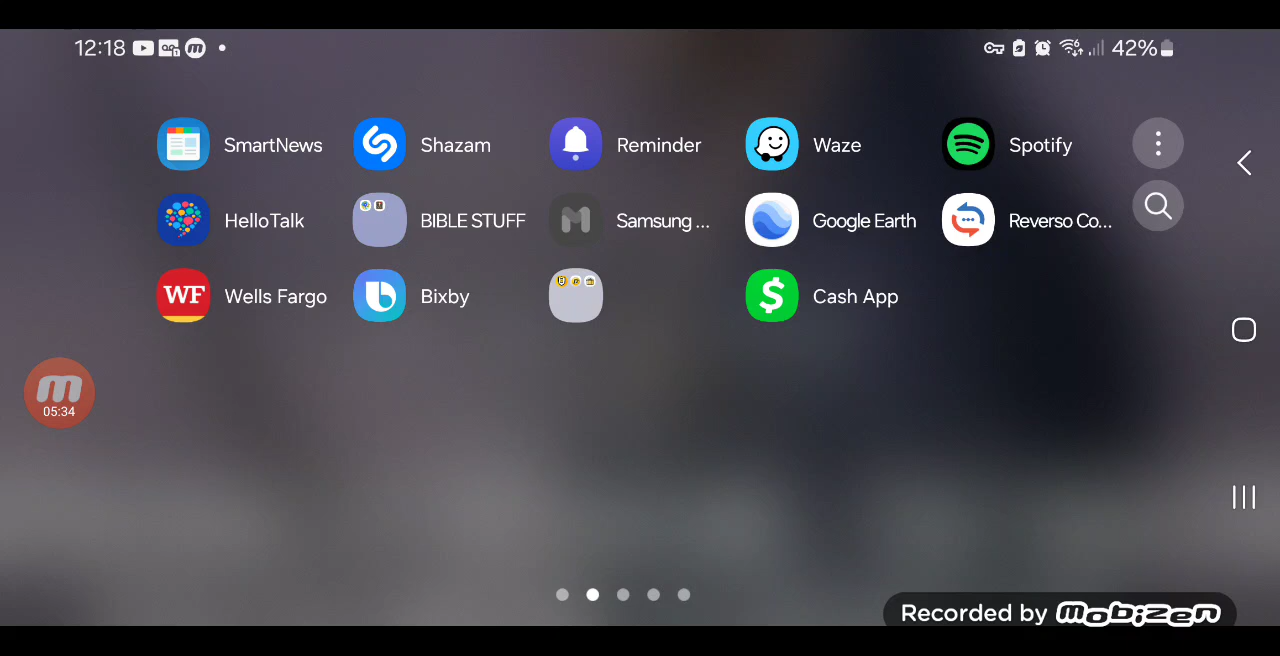 12:18 42%
SmartNews Shazam Reminder Waze Spotify
HelloTalk BIBLE STUFF Samsung ... Google Earth Reverso Co...
WF Wells Fargo Bixby $ Cash App
m
05:34
Recorded by mobizen